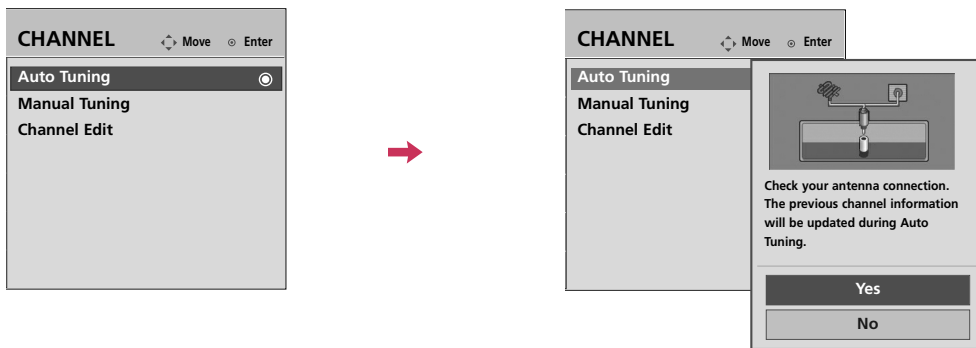 CHANNEL Move Enter
Auto Tuning
Manual Tuning
Channel Edit
CHANNEL Move Enter
Auto Tuning
Manual Tuning
Channel Edit
Check your antenna connection.
The previous channel information
will be updated during Auto
Tuning.
Yes
No